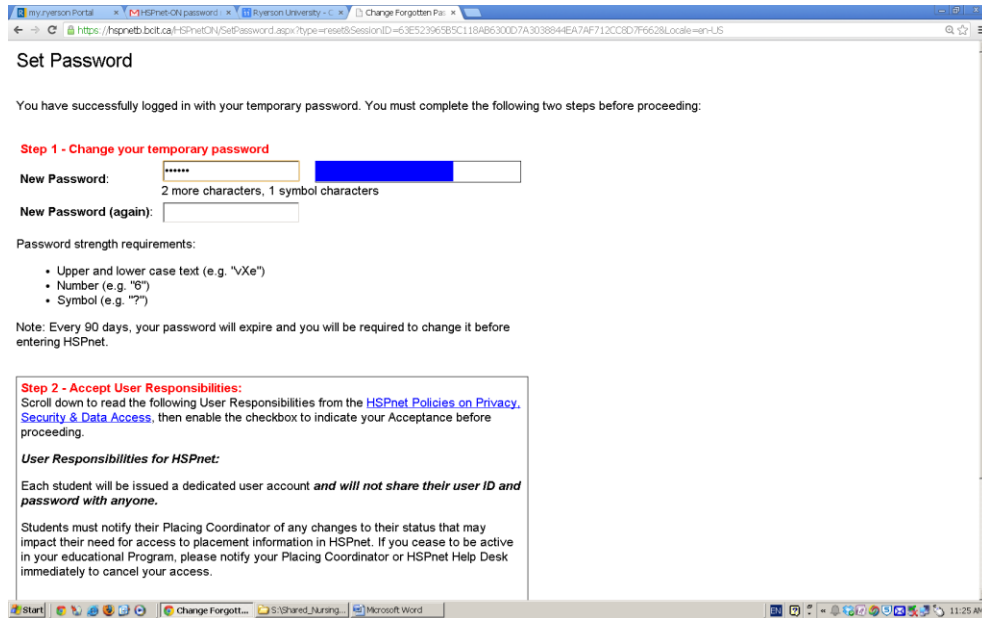 my.ryerson Portal
HSPnet-ON password
Ryerson University - C
Change Forgotten Pas
https://hspnetb.bcit.ca/HSPnetON/SetPassword.aspx?type=reset&SessionID=63E523965B5C118AB6300D7A3038844EA7AF712CC8D7F6628Locale=en-US
Set Password
You have successfully logged in with your temporary password. You must complete the following two steps before proceeding:
Step 1 - Change your temporary password
New Password:
2 more characters, 1 symbol characters
New Password (again):
Password strength requirements:
• Upper and lower case text (e.g. "vXe")
• Number (e.g. "6")
• Symbol (e.g. "?")
Note: Every 90 days, your password will expire and you will be required to change it before
entering HSPnet.
Step 2 - Accept User Responsibilities:
Scroll down to read the following User Responsibilities from the HSPnet Policies on Privacy,
Security & Data Access, then enable the checkbox to indicate your Acceptance before
proceeding.
User Responsibilities for HSPnet:
Each student will be issued a dedicated user account and will not share their user ID and
password with anyone.
Students must notify their Placing Coordinator of any changes to their status that may
impact their need for access to placement information in HSPnet. If you cease to be active
in your educational Program, please notify your Placing Coordinator or HSPnet Help Desk
immediately to cancel your access.
Start
Change Forgott...
S:\Shared_Nursing...
Microsoft Word
EN
11:25 AM